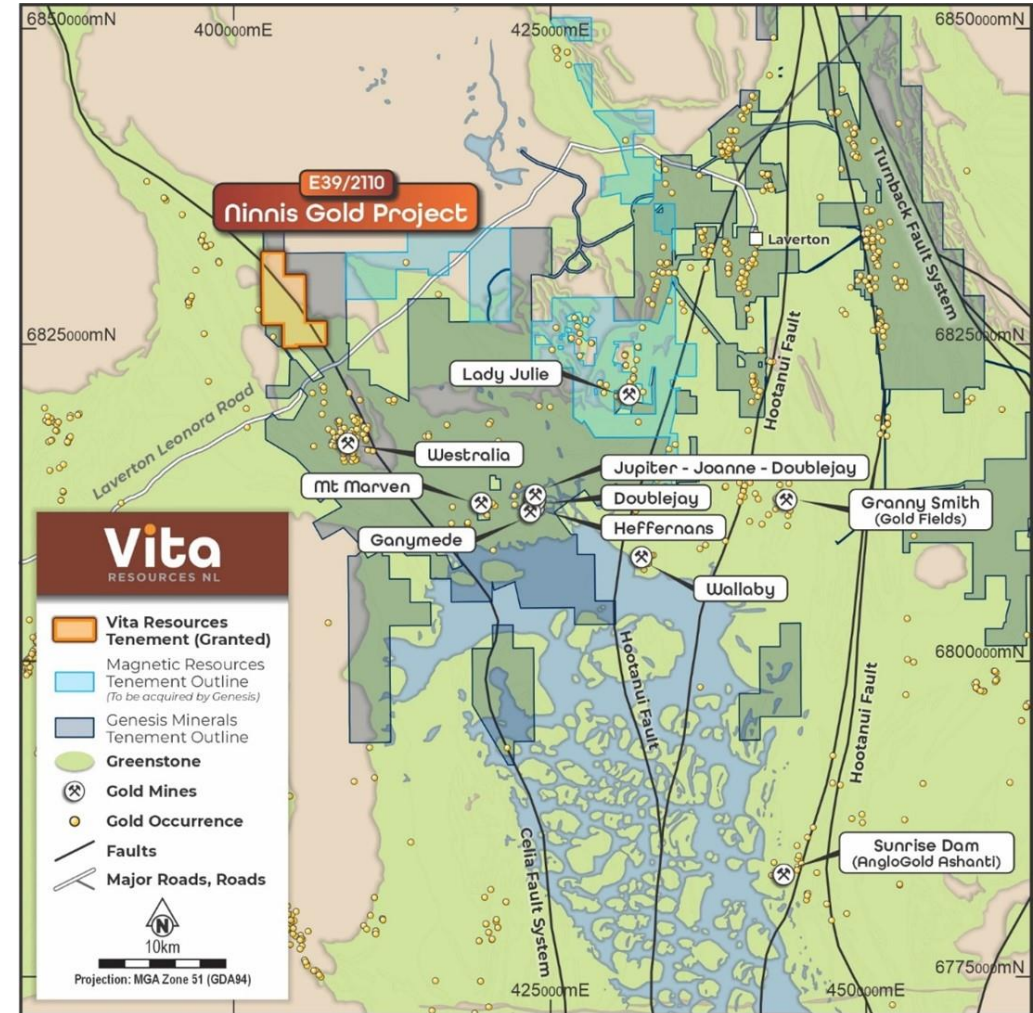 6850000mN
400000mE
425000mE
6850000mN
E39/2110
Ninnis Gold Project
Turnback Fault System
Laverton
6825000mN
6825000mN
Hootanui Fault
Lady Julie
Laverton Leonora Road
Westralia
Jupiter - Joanne - Doublejay
Mt Marven
Doublejay
Granny Smith
(Gold Fields)
Heffernans
Ganymede
Wallaby
Vita
RESOURCES NL
Vita Resources
Tenement (Granted)
Magnetic Resources
Tenement Outline
(To be acquired by Genesis)
Genesis Minerals
Tenement Outline
Greenstone
Gold Mines
Gold Occurrence
Faults
Major Roads, Roads
N
10km
Projection: MGA Zone 51 (GDA94)
6800000mN
Hootanui Fault
Hootanui Fault
Celia Fault System
Sunrise Dam
(AngloGold Ashanti)
6775000mN
425000mE
450000mE